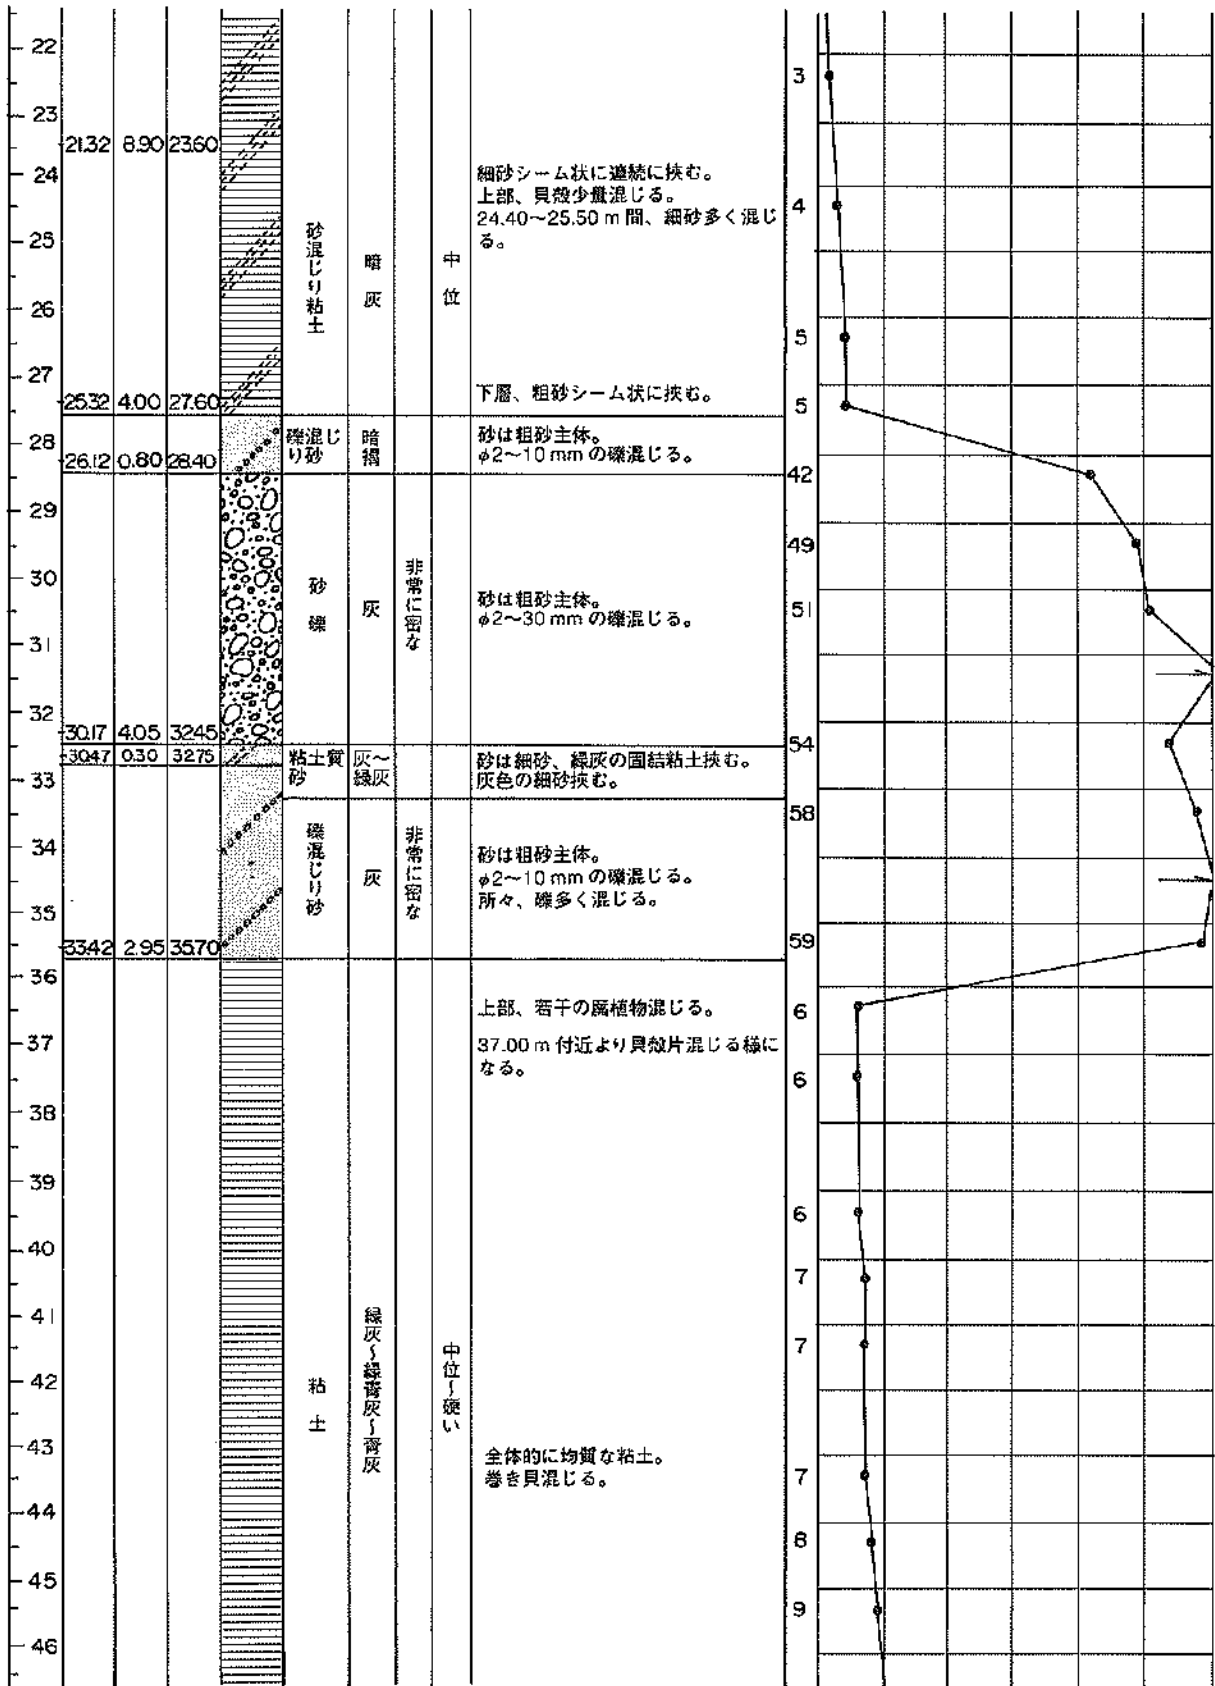 22
3
23
-21.32 8.90 23.60
24
細砂シーム状に連続に挟む。
上部、貝殻少量混じる。
24.40～25.50 m 間、細砂多く混じ
る。
4
25
砂混じり粘土
暗灰
中位
26
5
27
下層、粗砂シーム状に挟む。
-25.32 4.00 27.60
5
28
礫混じ
り砂
暗褐
砂は粗砂主体。
φ2～10 mm の礫混じる。
-26.12 0.80 28.40
42
29
49
30
砂礫
灰
非常に密な
砂は粗砂主体。
φ2～30 mm の礫混じる。
51
31
32
-30.17 4.05 32.45
54
-30.47 0.30 32.75
粘土質
砂
灰～
緑灰
砂は細砂、緑灰の固結粘土挟む。
灰色の細砂挟む。
33
58
34
礫混じり砂
灰
非常に密な
砂は粗砂主体。
φ2～10 mm の礫混じる。
所々、礫多く混じる。
35
-33.42 2.95 35.70
59
36
上部、若干の腐植物混じる。
6
37
37.00 m 付近より貝殻片混じる様に
なる。
6
38
39
6
40
7
41
7
42
粘土
緑灰～緑青灰～青灰
中位～硬い
43
全体的に均質な粘土。
巻き貝混じる。
7
44
8
45
9
46